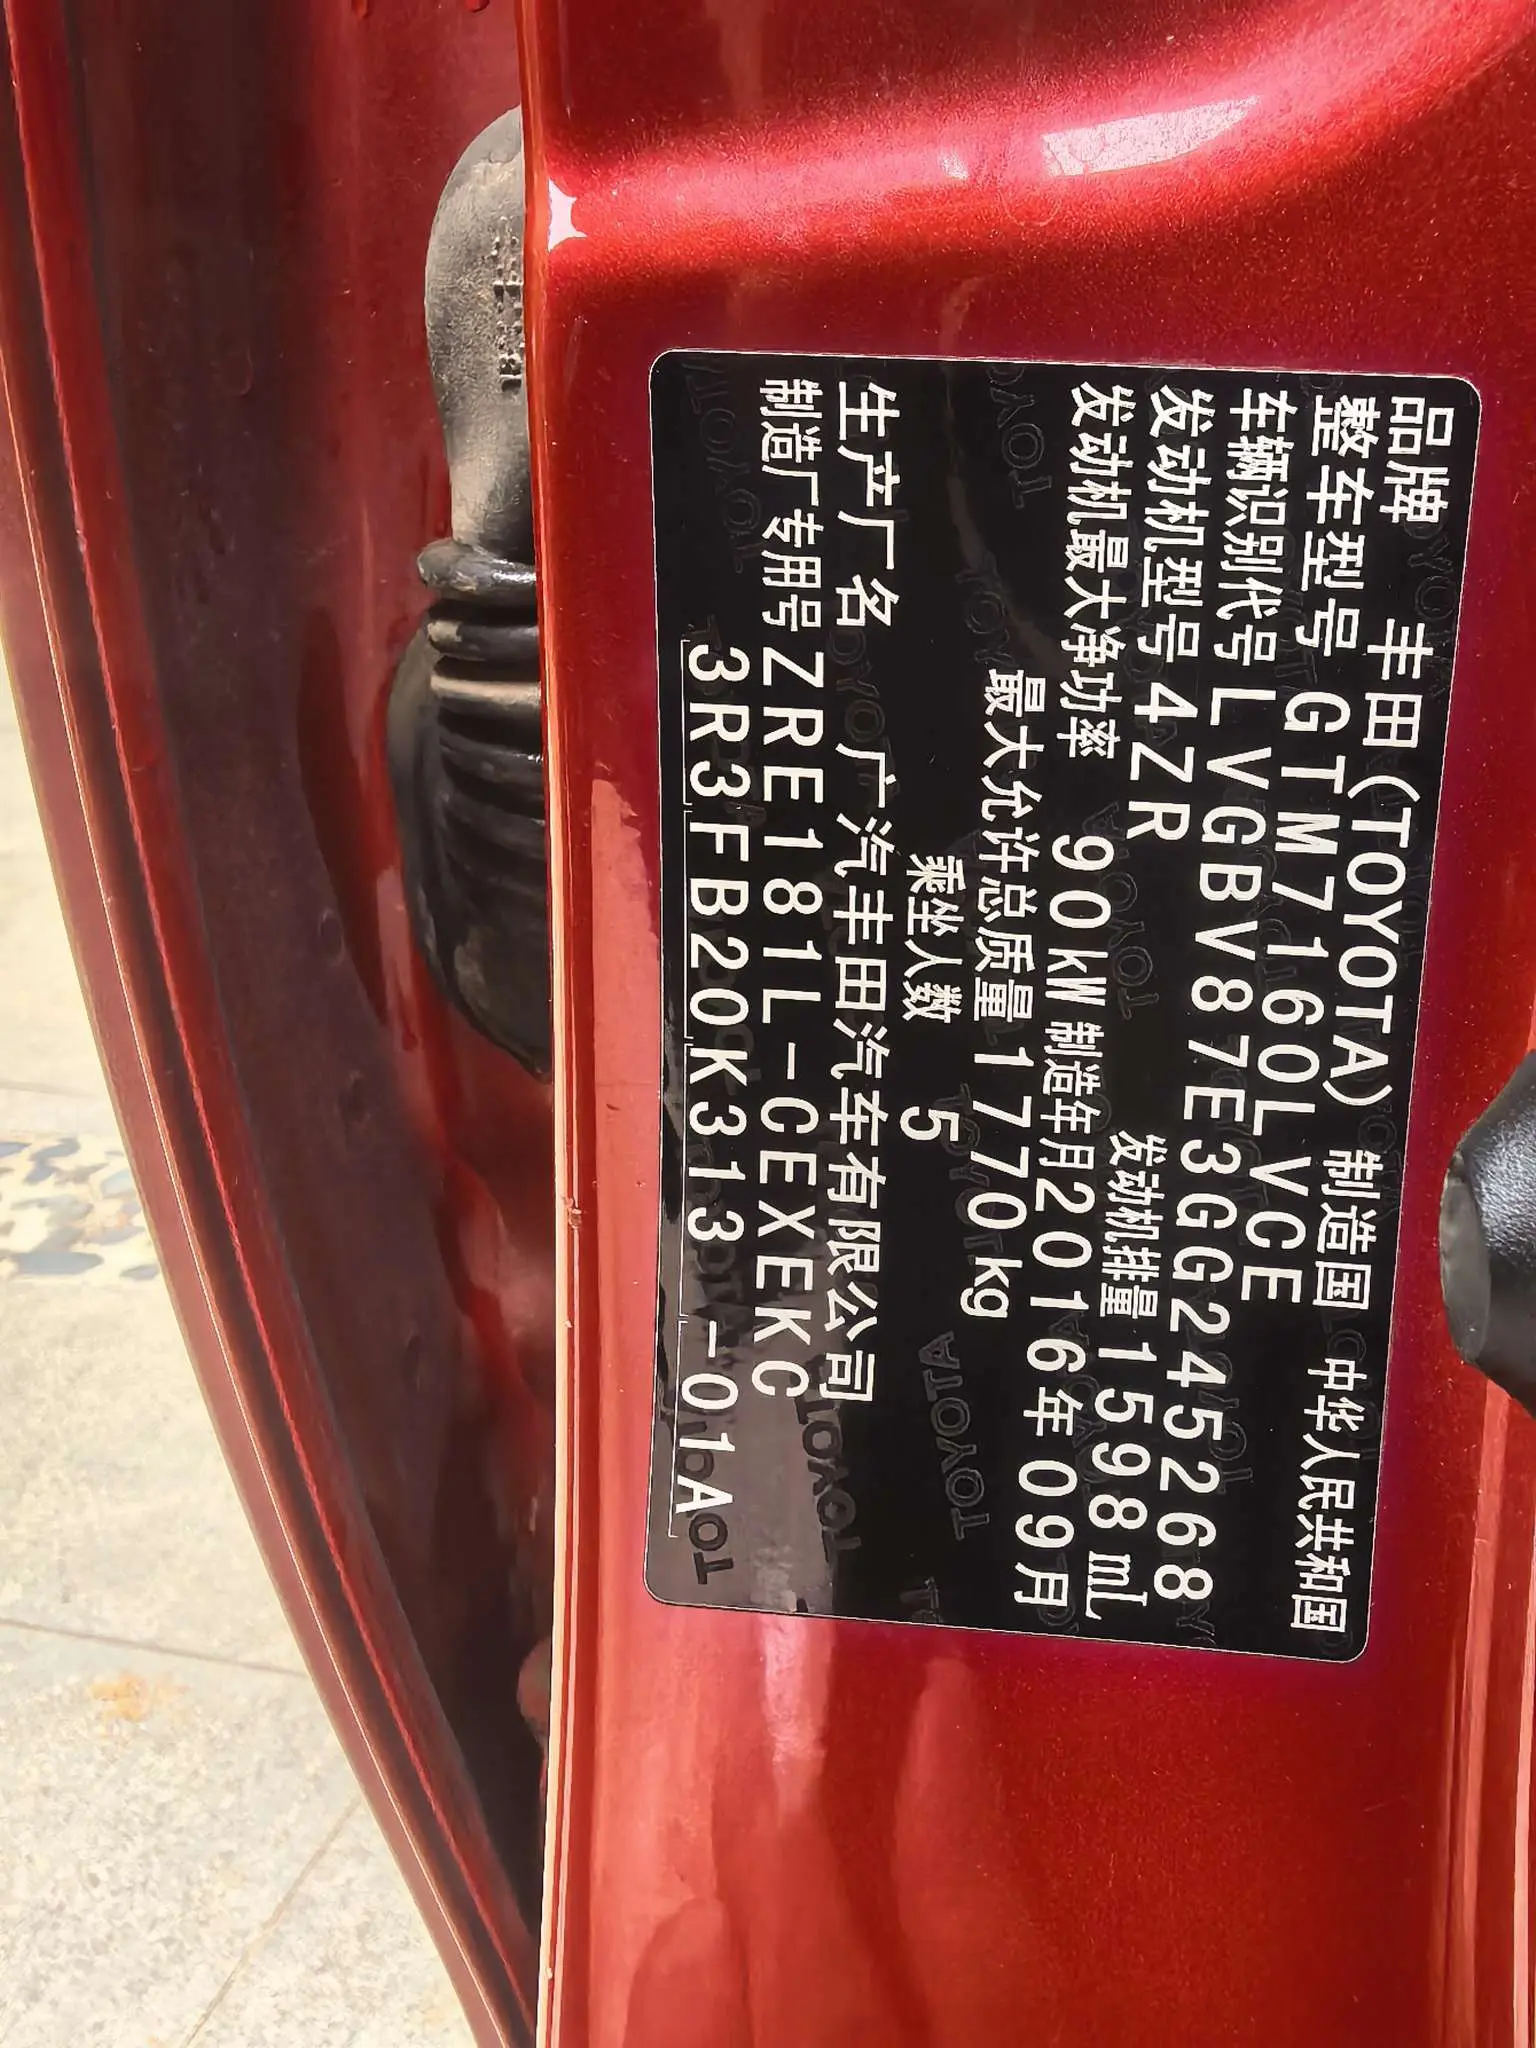 品牌 丰田(TOYOTA) 制造国 中华人民共和国
整车型号 GTM7160LVCE
车辆识别代号 LVGBV87E3GG245268
发动机型号 4ZR 发动机排量 1598 mL
发动机最大净功率 90kW 制造年月 2016年09月
最大允许总质量 1770kg
乘坐人数 5
生产厂名 广汽丰田汽车有限公司
制造厂专用号 ZRE181L-CEXEKC
3R3FB20K313 -01A